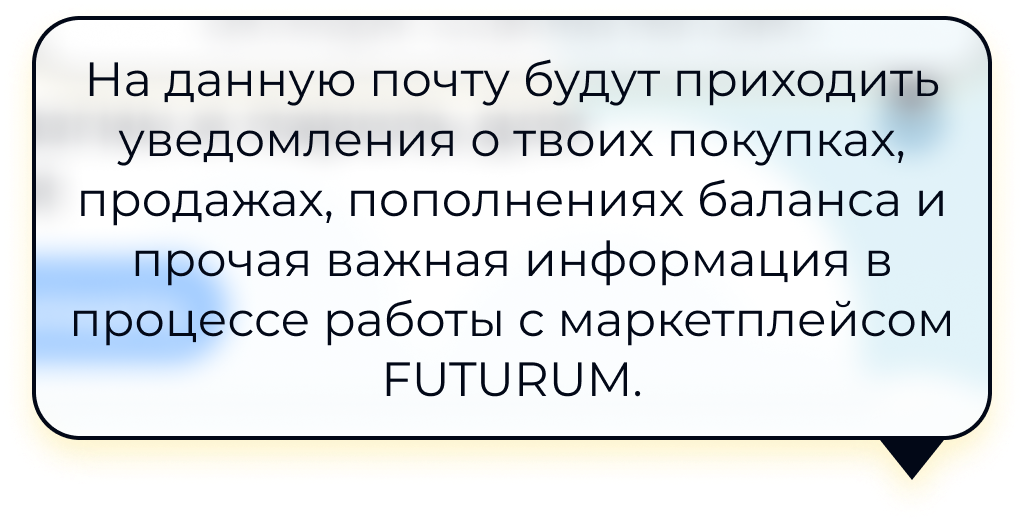 На данную почту будут приходить
уведомления о твоих покупках,
продажах, пополнениях баланса и
прочая важная информация в
процессе работы с маркетплейсом
FUTURUM.